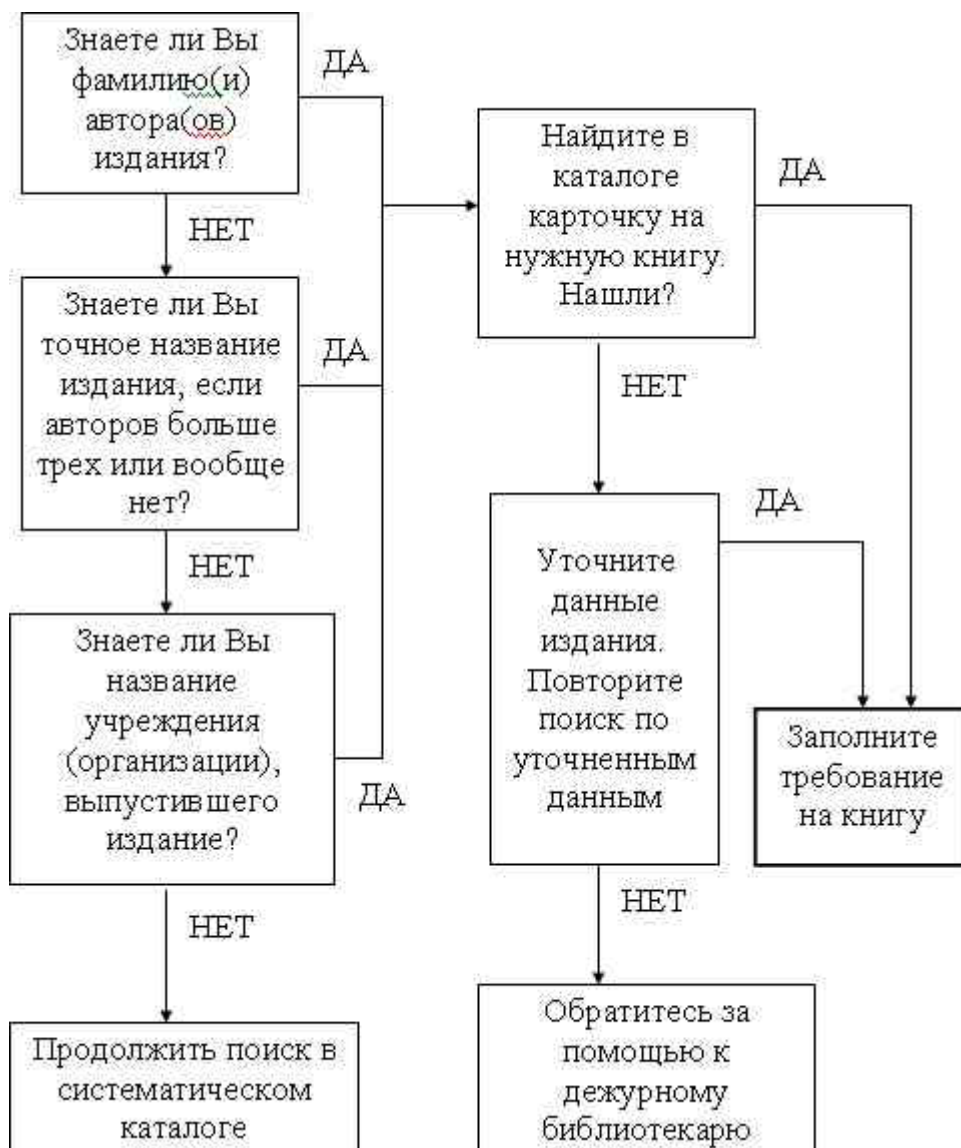 Знаете ли Вы
фамилию(и)
автора(ов)
издания?
ДА
НЕТ
Знаете ли Вы
точное название
издания, если
авторов больше
трех или вообще
нет?
ДА
НЕТ
Знаете ли Вы
название
учреждения
(организации),
выпустившего
издание?
ДА
НЕТ
Продолжить поиск в
систематическом
каталоге
Найдите в
каталоге
карточку на
нужную книгу.
Нашли?
ДА
НЕТ
Уточните
данные
издания.
Повторите
поиск по
уточненным
данным
ДА
НЕТ
Заполните
требование
на книгу
Обратитесь за
помощью к
дежурному
библиотекарю